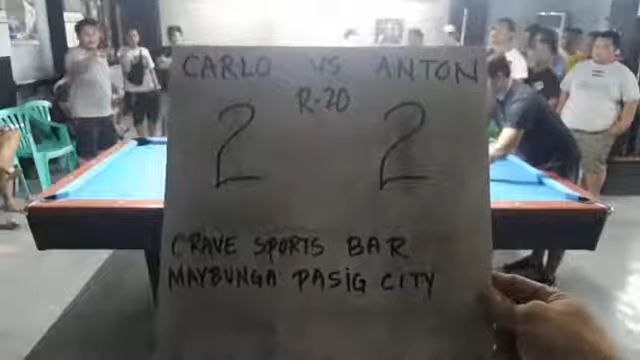 CARLO VS ANTON
R-20
2 2
CRAVE SPORTS BAR
MAYBUNGA PASIG CITY